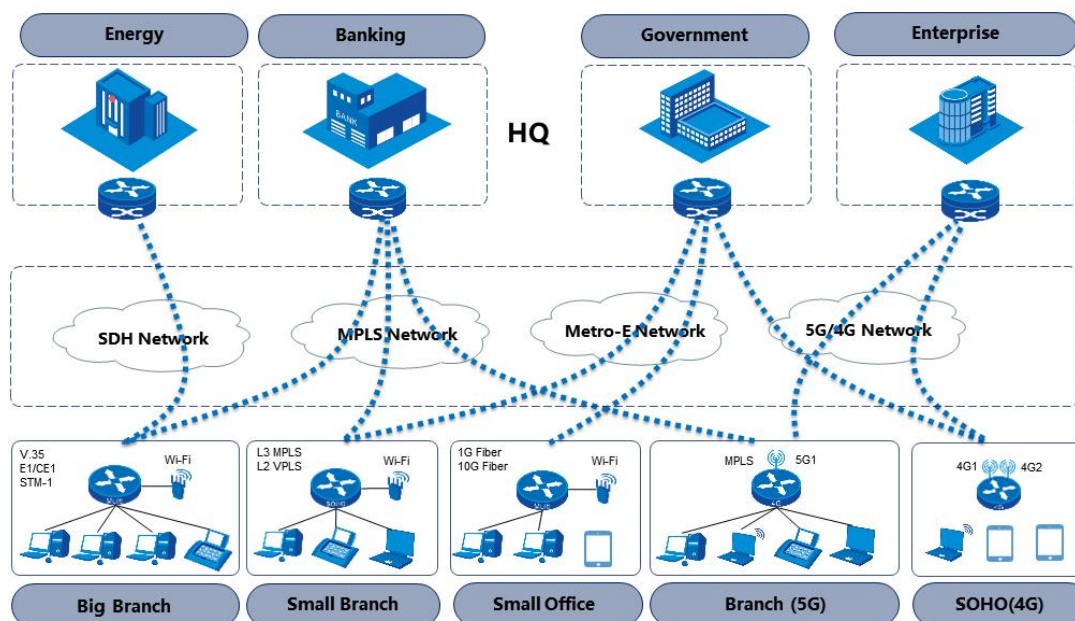 Energy
Banking
Government
Enterprise
BANK
HQ
SDH Network
MPLS Network
Metro-E Network
5G/4G Network
V.35
E1/CE1
STM-1
Wi-Fi
L3 MPLS
L2 VPLS
Wi-Fi
1G Fiber
10G Fiber
Wi-Fi
MPLS
5G1
4G1
4G2
4G
Big Branch
Small Branch
Small Office
Branch (5G)
SOHO(4G)